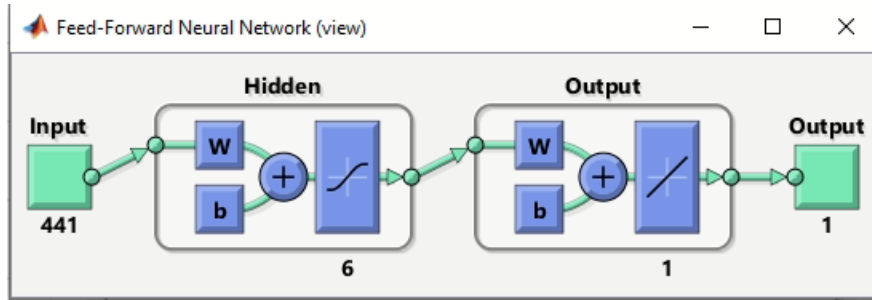 Feed-Forward Neural Network (view)
Hidden
Output
Input
Output
W
W
b
b
441
1
6
1